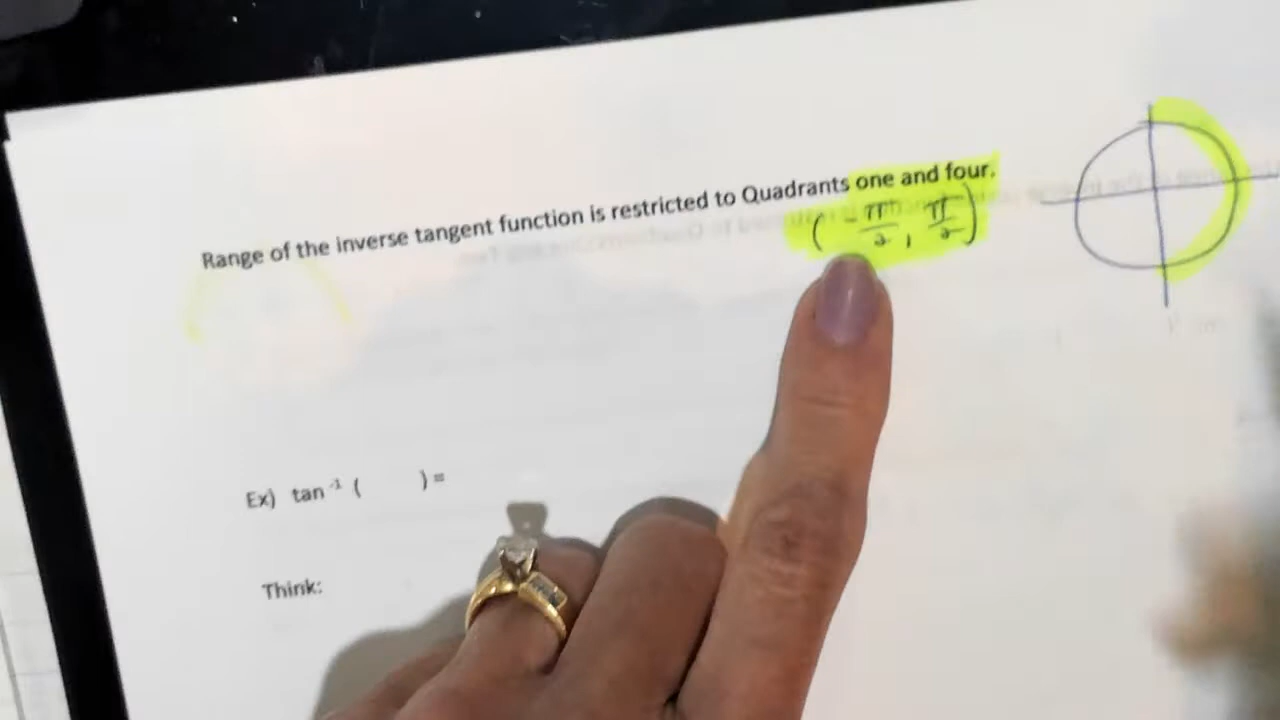 Range of the inverse tangent function is restricted to Quadrants one and four.
( -π/2 , π/2 )
Ex) tan⁻¹ (     ) =
Think: